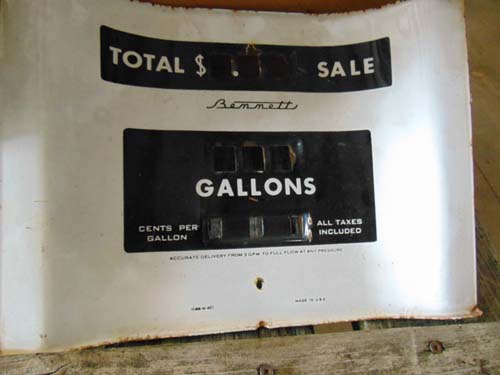 TOTAL $ SALE
Bennett
GALLONS
CENTS PER GALLON
ALL TAXES INCLUDED
ACCURATE DELIVERY FROM 3 GPM TO FULL FLOW AT ANY PRESSURE
MADE IN U.S.A.